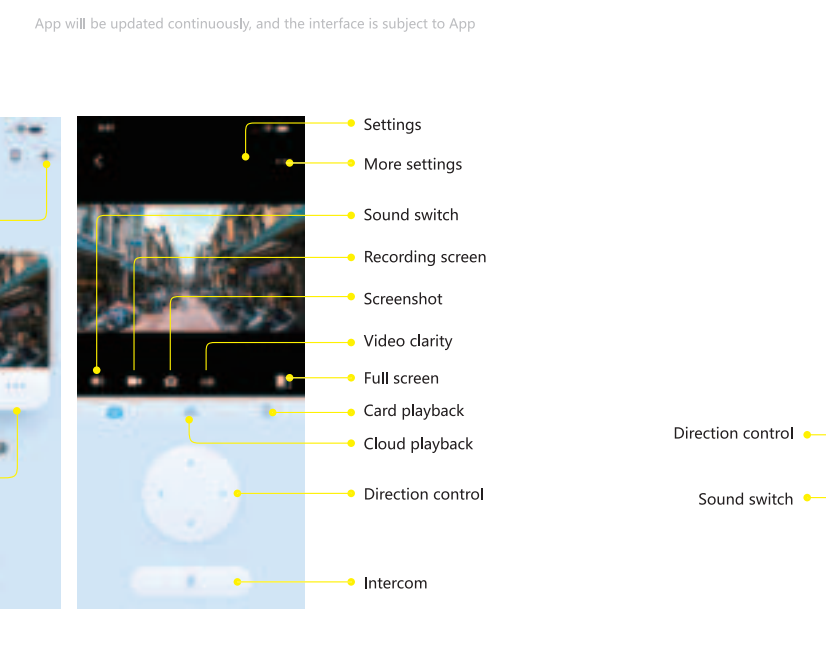 App will be updated continuously, and the interface is subject to App
Settings
More settings
Sound switch
Recording screen
Screenshot
Video clarity
Full screen
Card playback
Cloud playback
Direction control
Intercom
Direction control
Sound switch